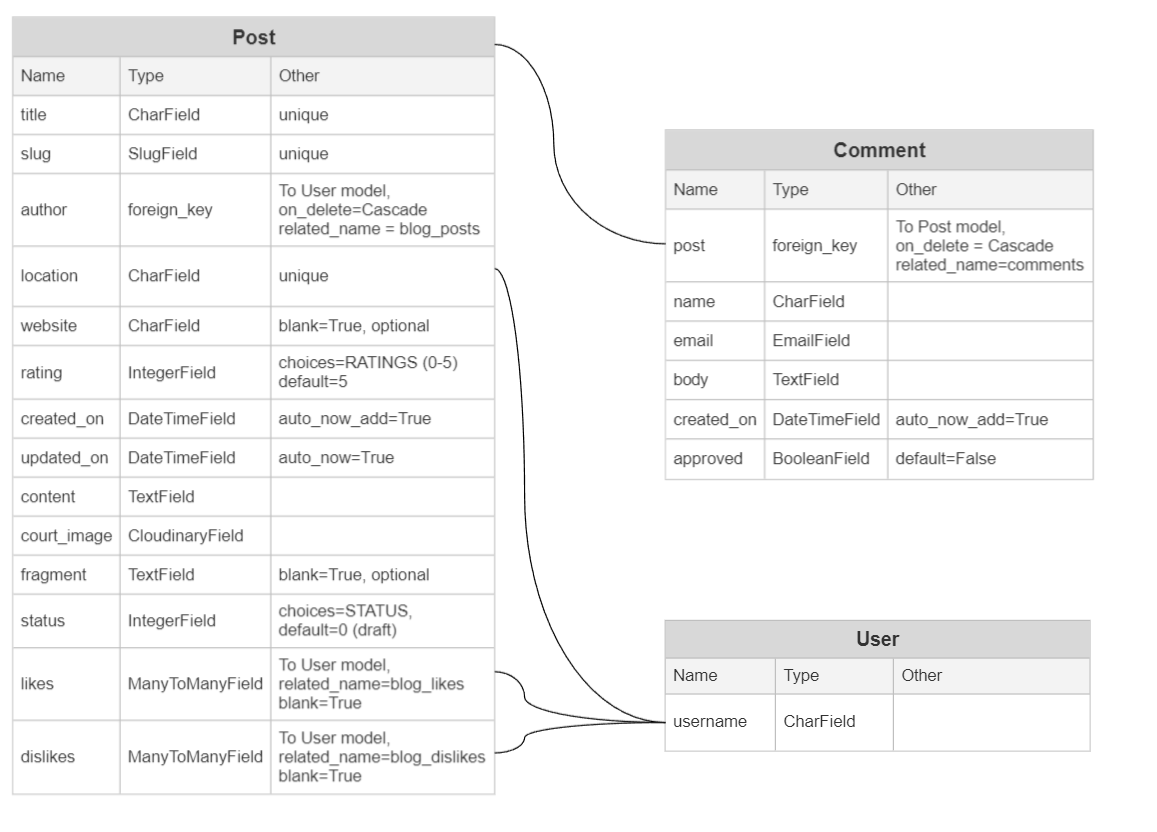 Post
Name Type Other
title CharField unique
slug SlugField unique
author foreign_key To User model,
on_delete=Cascade
related_name = blog_posts
location CharField unique
website CharField blank=True, optional
rating IntegerField choices=RATINGS (0-5)
default=5
created_on DateTimeField auto_now_add=True
updated_on DateTimeField auto_now=True
content TextField
court_image CloudinaryField
fragment TextField blank=True, optional
status IntegerField choices=STATUS,
default=0 (draft)
likes ManyToManyField To User model,
related_name=blog_likes
blank=True
dislikes ManyToManyField To User model,
related_name=blog_dislikes
blank=True
Comment
Name Type Other
post foreign_key To Post model,
on_delete = Cascade
related_name=comments
name CharField
email EmailField
body TextField
created_on DateTimeField auto_now_add=True
approved BooleanField default=False
User
Name Type Other
username CharField